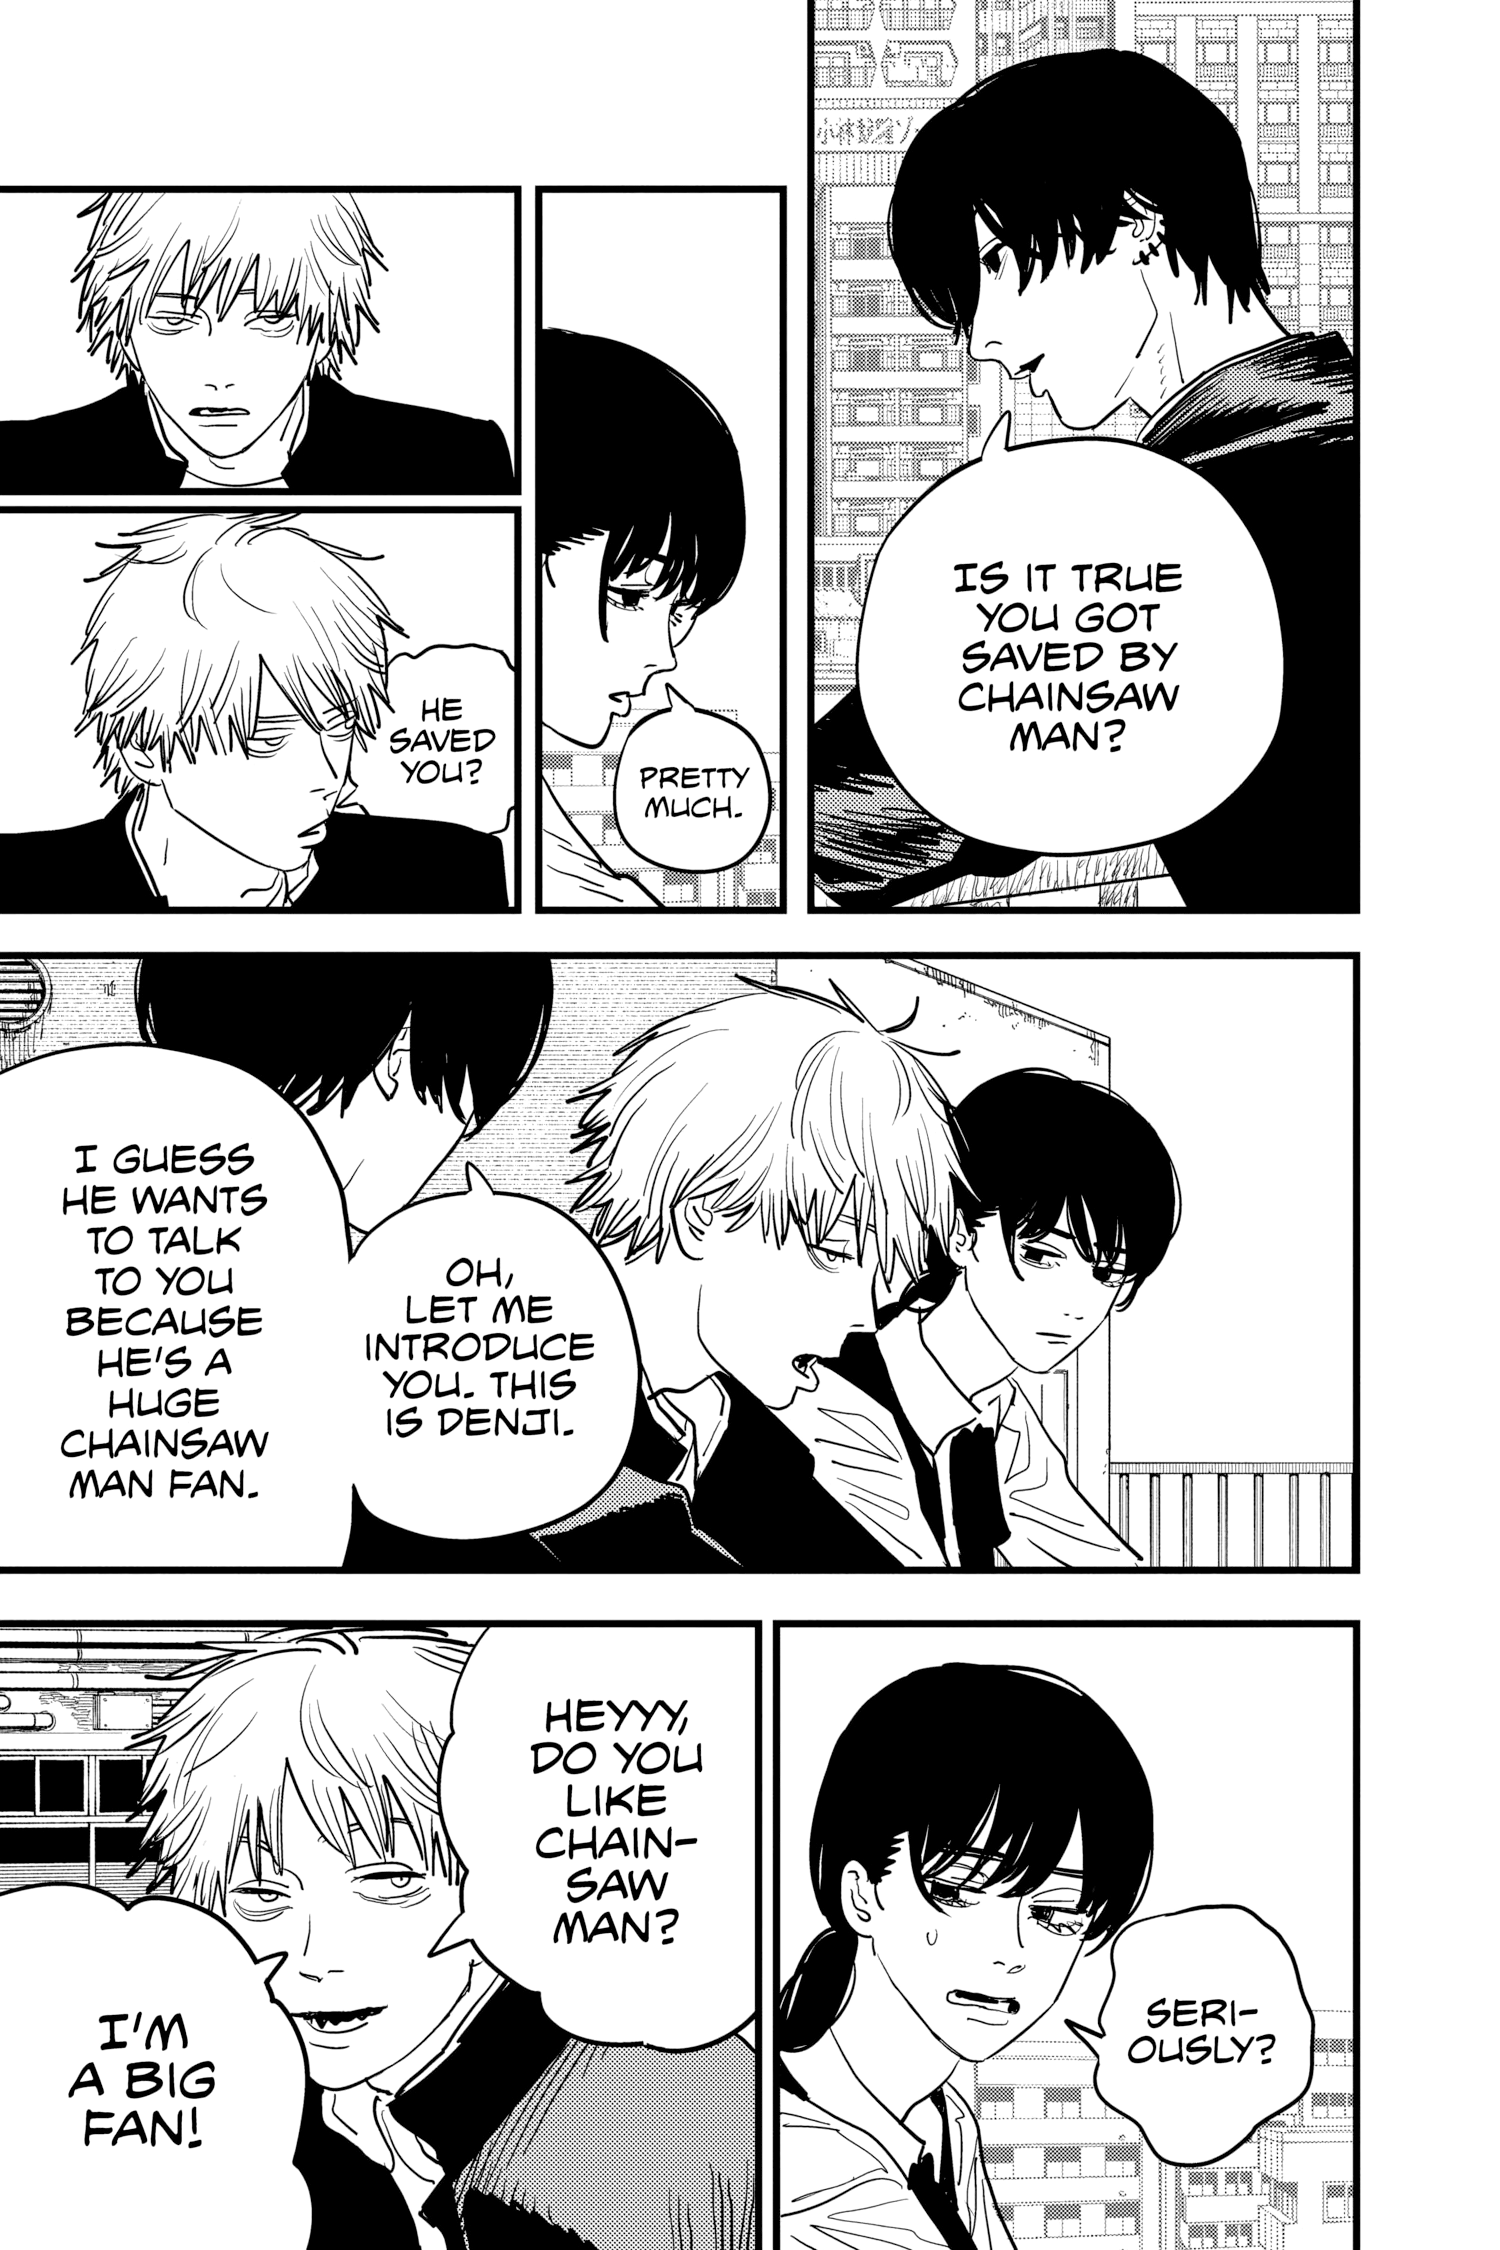 IS IT TRUE
YOU GOT
SAVED BY
CHAINSAW
MAN?
PRETTY
MUCH.
HE
SAVED
YOU?
OH,
LET ME
INTRODUCE
YOU. THIS
IS DENJI.
I GUESS
HE WANTS
TO TALK
TO YOU
BECAUSE
HE'S A
HUGE
CHAINSAW
MAN FAN.
SERI-
OUSLY?
HEYYY,
DO YOU
LIKE
CHAIN-
SAW
MAN?
I'M
A BIG
FAN!